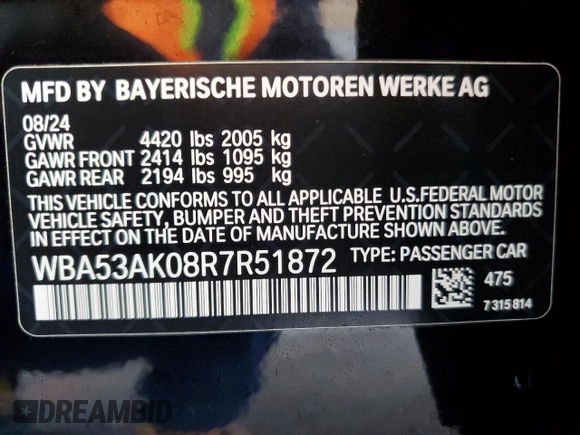 MFD BY BAYERISCHE MOTOREN WERKE AG
08/24
GVWR 4420 lbs 2005 kg
GAWR FRONT 2414 lbs 1095 kg
GAWR REAR 2194 lbs 995 kg
THIS VEHICLE CONFORMS TO ALL APPLICABLE U.S.FEDERAL MOTOR
VEHICLE SAFETY, BUMPER AND THEFT PREVENTION STANDARDS
IN EFFECT ON THE DATE OF MANUFACTURE SHOWN ABOVE.
WBA53AK08R7R51872 TYPE: PASSENGER CAR
475
7 315 814
DREAMBID